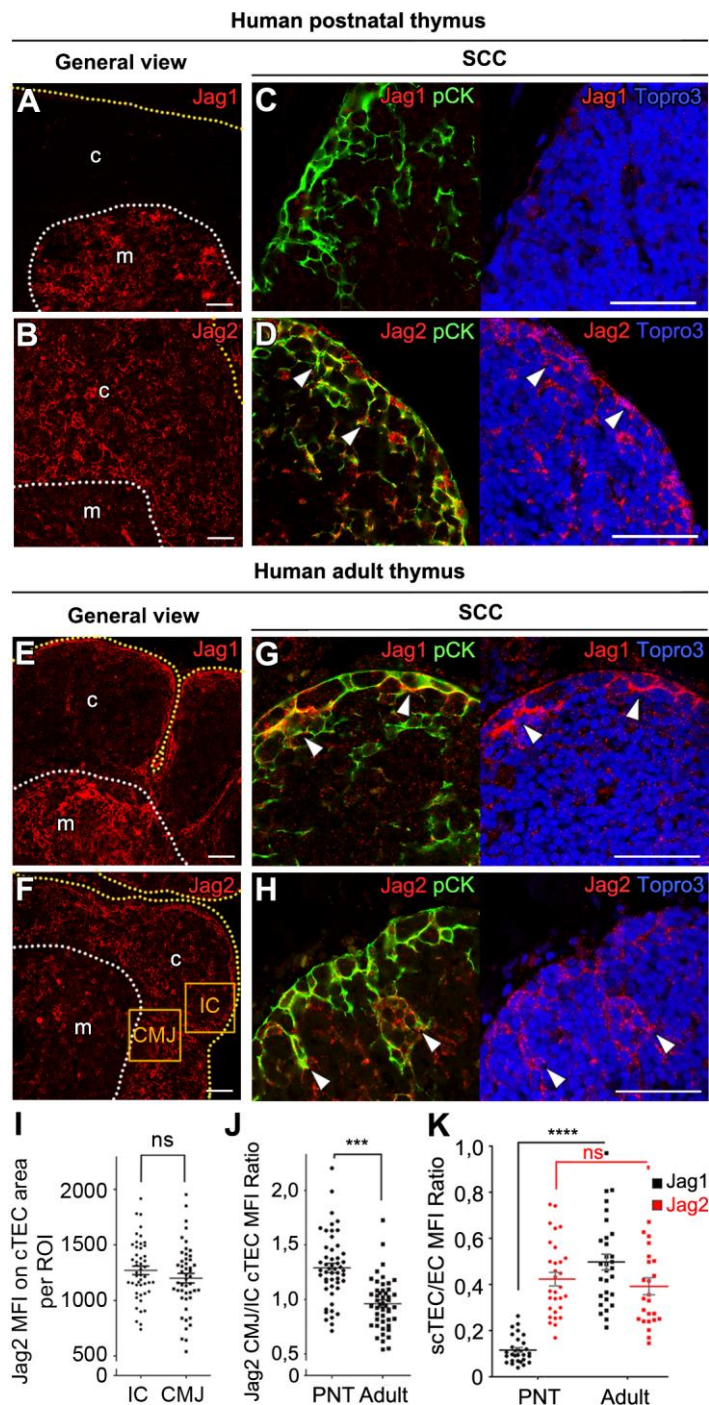 Human postnatal thymus
General view
SCC
A
Jag1
c
m
C
Jag1 pCK
Jag1 Topro3
B
Jag2
c
m
D
Jag2 pCK
Jag2 Topro3
Human adult thymus
General view
SCC
E
Jag1
c
m
G
Jag1 pCK
Jag1 Topro3
F
Jag2
c
IC
m
CMJ
H
Jag2 pCK
Jag2 Topro3
I
ns
Jag2 MFI on cTEC area
per ROI
2000
1500
1000
500
0
IC CMJ
J
***
Jag2 CMJ/IC cTEC MFI Ratio
2,0
1,5
1,0
0,5
0
PNT Adult
K
****
ns
Jag1
Jag2
scTEC/EC MFI Ratio
1,0
0,8
0,6
0,4
0,2
0
PNT Adult